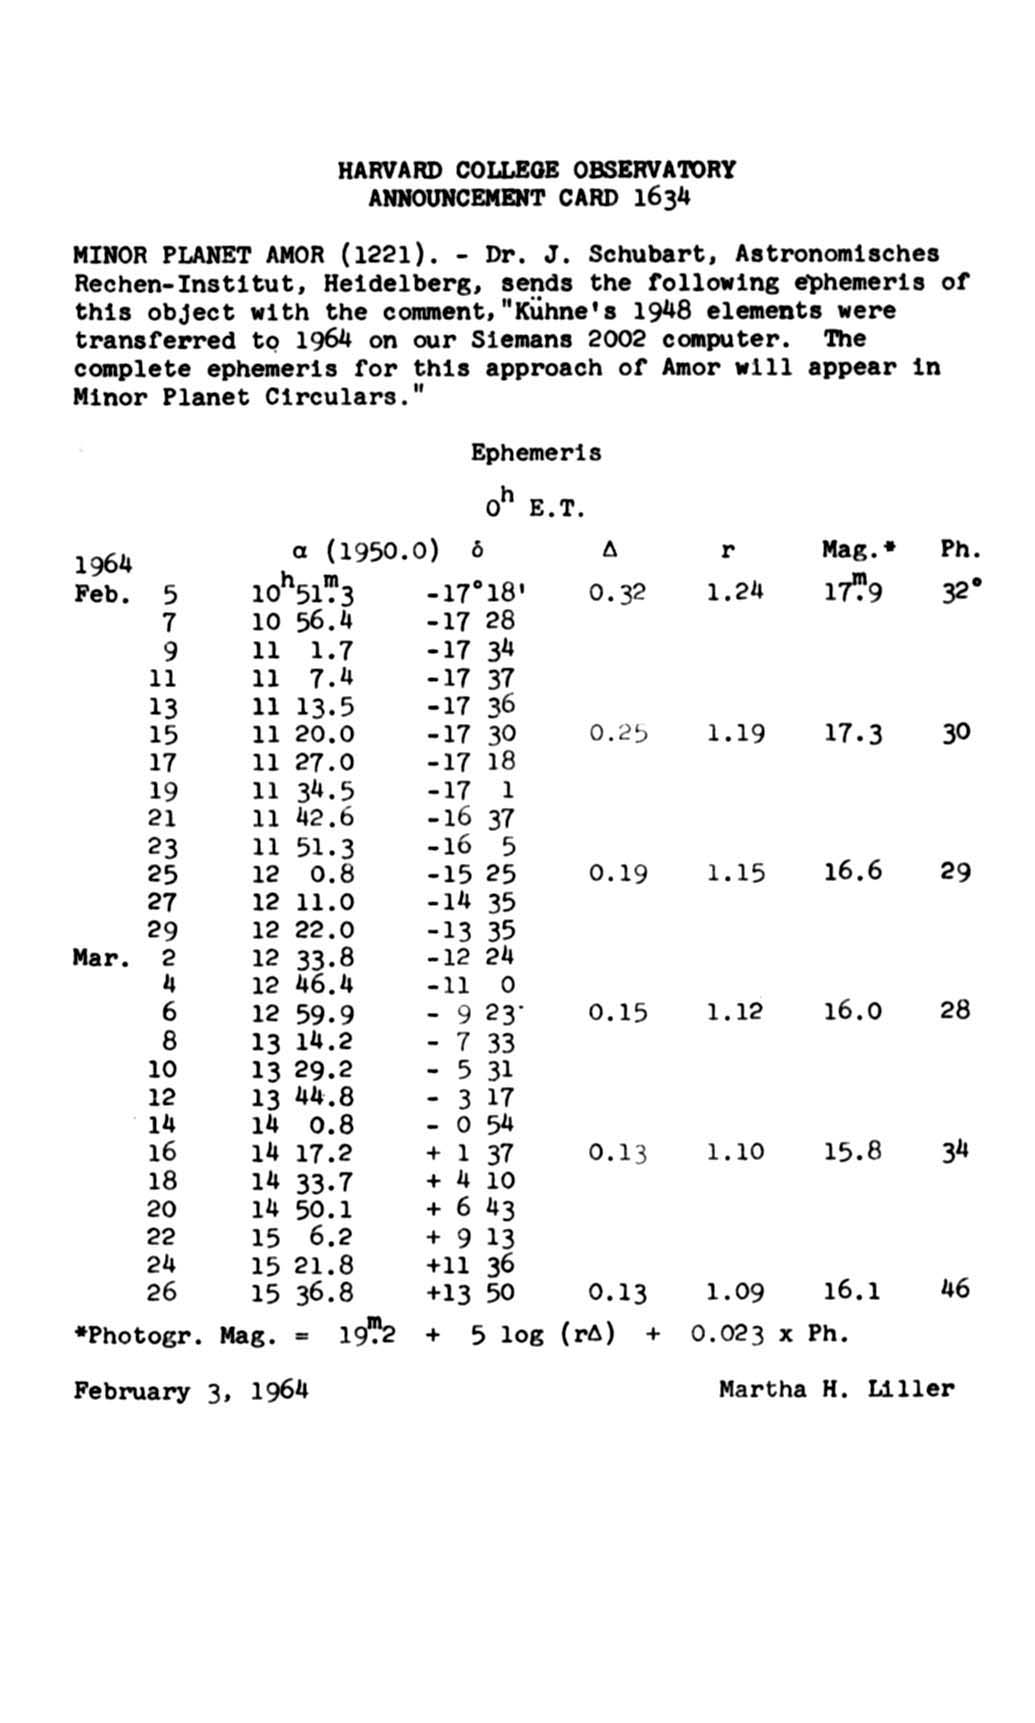 HARVARD COLLEGE OBSERVATORY
ANNOUNCEMENT CARD 1634
MINOR PLANET AMOR (1221). - Dr. J. Schubart, Astronomisches
Rechen-Institut, Heidelberg, sends the following ephemeris of
this object with the comment, "Kühne's 1948 elements were
transferred to 1964 on our Siemans 2002 computer. The
complete ephemeris for this approach of Amor will appear in
Minor Planet Circulars."
Ephemeris
0ʰ E.T.
1964 α (1950.0) δ Δ r Mag.* Ph.
Feb. 5 10ʰ51ᵐ.3 -17°18' 0.32 1.24 17ᵐ.9 32°
7 10 56.4 -17 28
9 11 1.7 -17 34
11 11 7.4 -17 37
13 11 13.5 -17 36
15 11 20.0 -17 30 0.25 1.19 17.3 30
17 11 27.0 -17 18
19 11 34.5 -17 1
21 11 42.6 -16 37
23 11 51.3 -16 5
25 12 0.8 -15 25 0.19 1.15 16.6 29
27 12 11.0 -14 35
29 12 22.0 -13 35
Mar. 2 12 33.8 -12 24
4 12 46.4 -11 0
6 12 59.9 - 9 23 0.15 1.12 16.0 28
8 13 14.2 - 7 33
10 13 29.2 - 5 31
12 13 44.8 - 3 17
14 14 0.8 - 0 54
16 14 17.2 + 1 37 0.13 1.10 15.8 34
18 14 33.7 + 4 10
20 14 50.1 + 6 43
22 15 6.2 + 9 13
24 15 21.8 +11 36
26 15 36.8 +13 50 0.13 1.09 16.1 46
*Photogr. Mag. = 19ᵐ.2 + 5 log (rΔ) + 0.023 x Ph.
February 3, 1964 Martha H. Liller